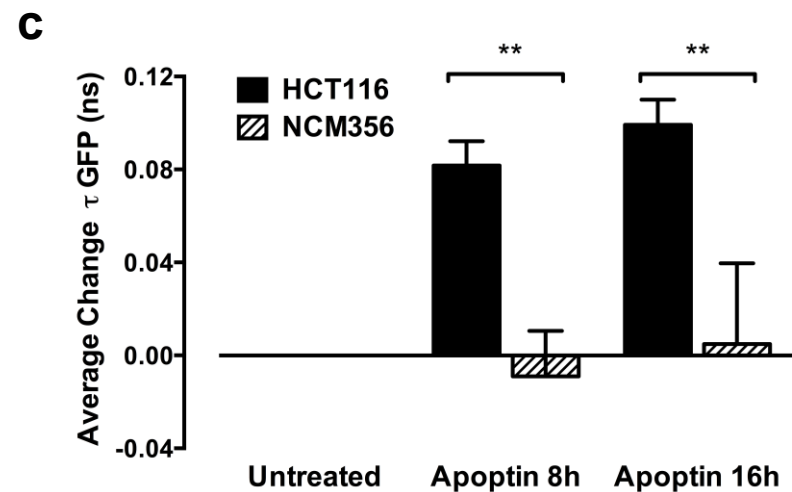 c
**
**
HCT116
NCM356
Average Change τ GFP (ns)
0.12
0.08
0.04
0.00
-0.04
Untreated
Apoptin 8h
Apoptin 16h